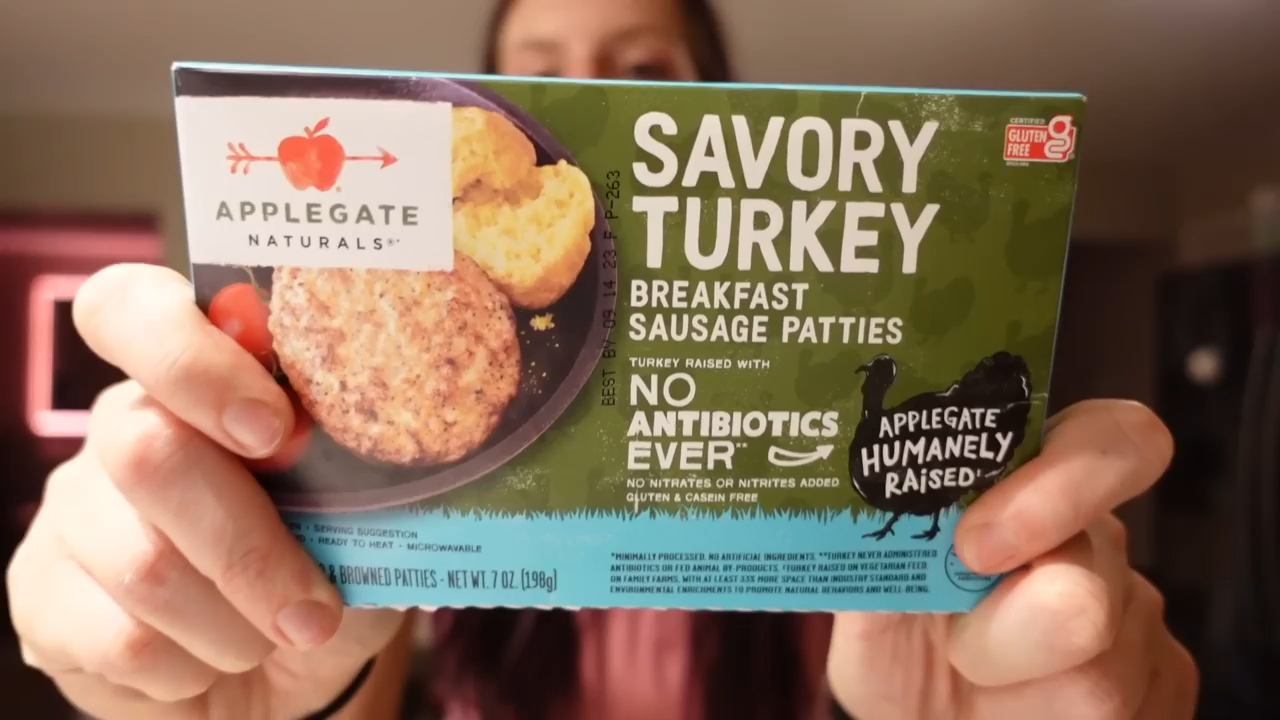 APPLEGATE
NATURALS®*
SAVORY
TURKEY
BREAKFAST
SAUSAGE PATTIES
CERTIFIED
GLUTEN
FREE
BEST BY 09 14 23 F P-263
TURKEY RAISED WITH
NO
ANTIBIOTICS
EVER**
NO NITRATES OR NITRITES ADDED
GLUTEN & CASEIN FREE
APPLEGATE
HUMANELY
RAISED†
SERVING SUGGESTION
READY TO HEAT • MICROWAVABLE
& BROWNED PATTIES - NET WT. 7 OZ. (198g)
*MINIMALLY PROCESSED. NO ARTIFICIAL INGREDIENTS. **TURKEY NEVER ADMINISTERED
ANTIBIOTICS OR FED ANIMAL BY-PRODUCTS. †TURKEY RAISED ON VEGETARIAN FEED
ON FAMILY FARMS, WITH AT LEAST 33% MORE SPACE THAN INDUSTRY STANDARD AND
ENVIRONMENTAL ENRICHMENTS TO PROMOTE NATURAL BEHAVIORS AND WELL-BEING.